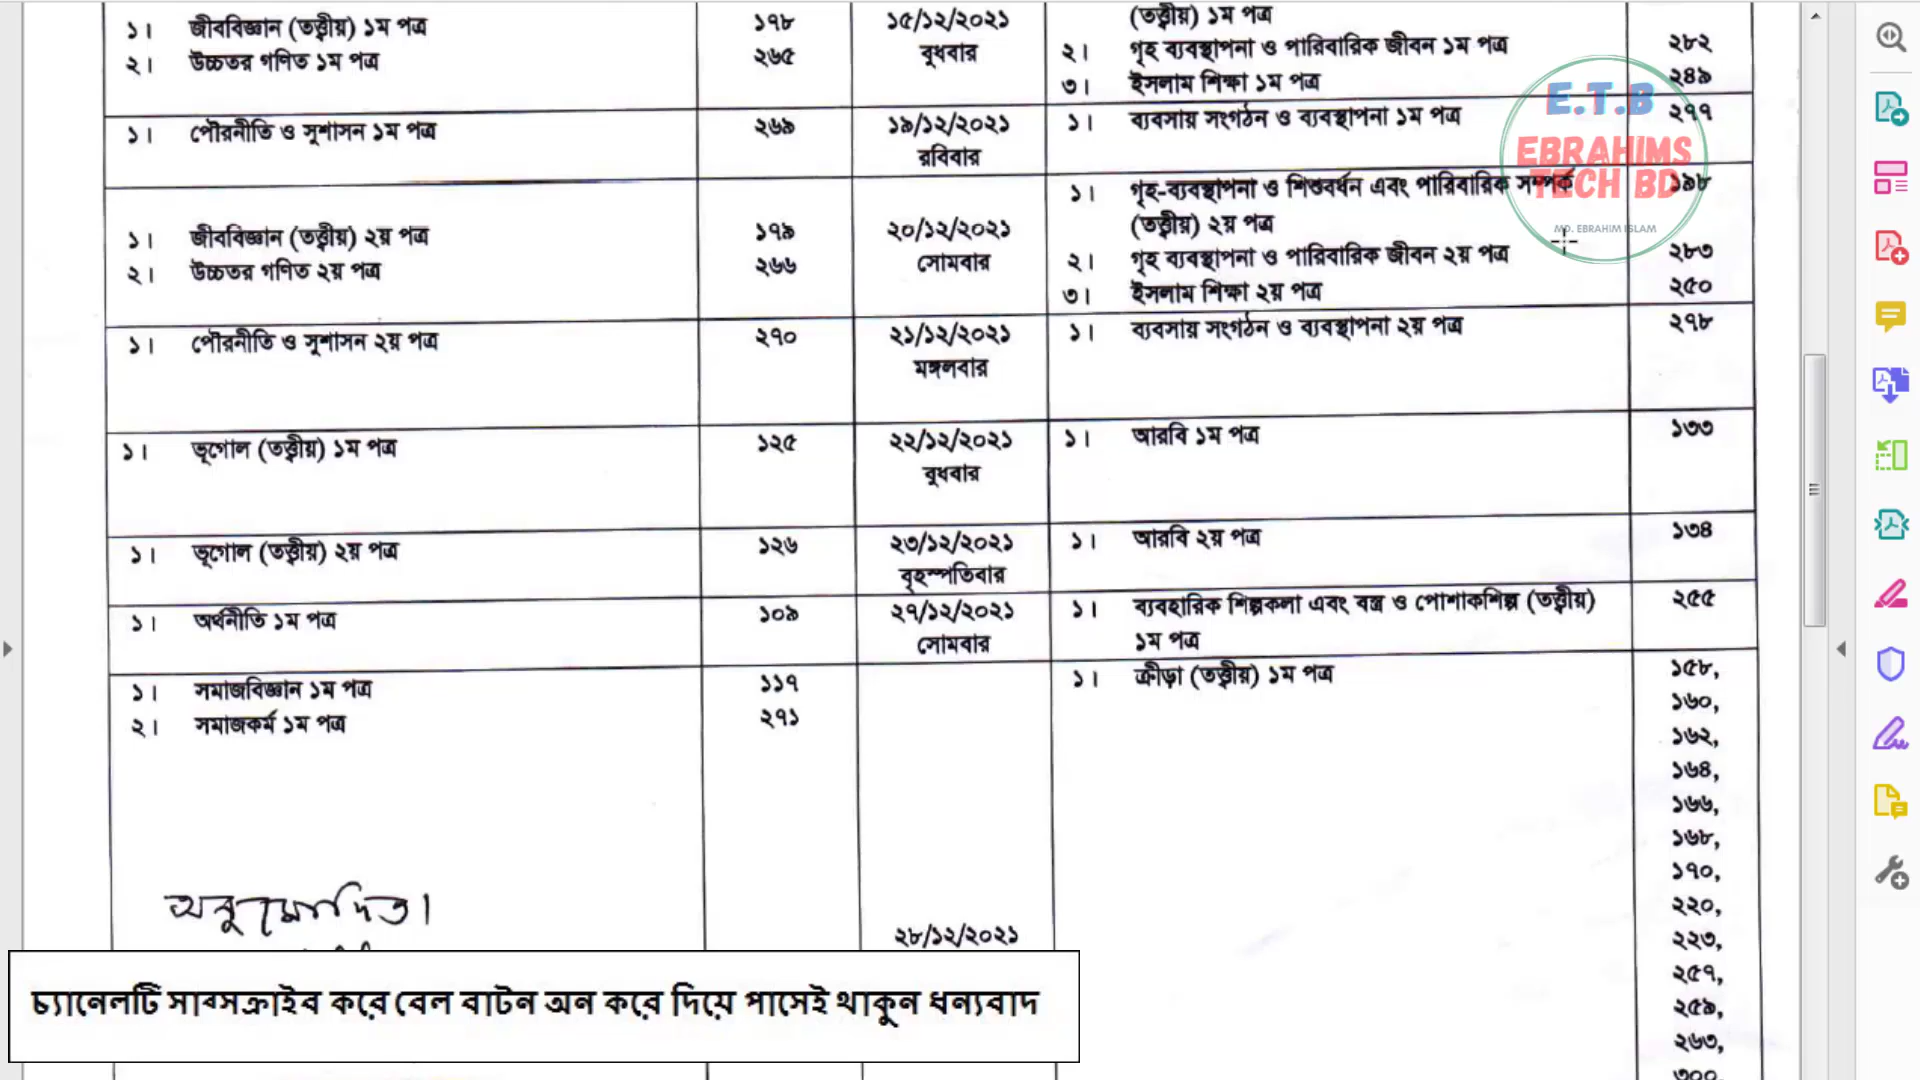 (তত্ত্বীয়) ১ম পত্র
১। জীববিজ্ঞান (তত্ত্বীয়) ১ম পত্র ১৭৮ ১৫/১২/২০২১ ২। গৃহ ব্যবস্থাপনা ও পারিবারিক জীবন ১ম পত্র ২৮২
২। উচ্চতর গণিত ১ম পত্র ২৬৫ বুধবার ৩। ইসলাম শিক্ষা ১ম পত্র ২৪৯
১। পৌরনীতি ও সুশাসন ১ম পত্র ২৬৯ ১৯/১২/২০২১ ১। ব্যবসায় সংগঠন ও ব্যবস্থাপনা ১ম পত্র ২৭৭
রবিবার
E.T.B
EBRAHIMS
TECH BD
MD. EBRAHIM ISLAM
১। গৃহ-ব্যবস্থাপনা ও শিশুবর্ধন এবং পারিবারিক সম্পর্ক ১৯৮
(তত্ত্বীয়) ২য় পত্র
১। জীববিজ্ঞান (তত্ত্বীয়) ২য় পত্র ১৭৯ ২০/১২/২০২১ ২। গৃহ ব্যবস্থাপনা ও পারিবারিক জীবন ২য় পত্র ২৮৩
২। উচ্চতর গণিত ২য় পত্র ২৬৬ সোমবার ৩। ইসলাম শিক্ষা ২য় পত্র ২৫০
১। পৌরনীতি ও সুশাসন ২য় পত্র ২৭০ ২১/১২/২০২১ ১। ব্যবসায় সংগঠন ও ব্যবস্থাপনা ২য় পত্র ২৭৮
মঙ্গলবার
১। ভূগোল (তত্ত্বীয়) ১ম পত্র ১২৫ ২২/১২/২০২১ ১। আরবি ১ম পত্র ১৩৩
বুধবার
১। ভূগোল (তত্ত্বীয়) ২য় পত্র ১২৬ ২৩/১২/২০২১ ১। আরবি ২য় পত্র ১৩৪
বৃহস্পতিবার
১। অর্থনীতি ১ম পত্র ১০৯ ২৭/১২/২০২১ ১। ব্যবহারিক শিল্পকলা এবং বস্ত্র ও পোশাকশিল্প (তত্ত্বীয়) ২৫৫
সোমবার ১ম পত্র
১। সমাজবিজ্ঞান ১ম পত্র ১১৭ ১। ক্রীড়া (তত্ত্বীয়) ১ম পত্র ১৫৮,
২। সমাজকর্ম ১ম পত্র ২৭১ ১৬০,
১৬২,
১৬৪,
১৬৬,
১৬৮,
১৭০,
অনুমোদিত। ২২০,
২৮/১২/২০২১ ২২৩,
২৫৭,
২৫৯,
২৬৩,
৩০০,
চ্যানেলটি সাবসক্রাইব করে বেল বাটন অন করে দিয়ে পাসেই থাকুন ধন্যবাদ